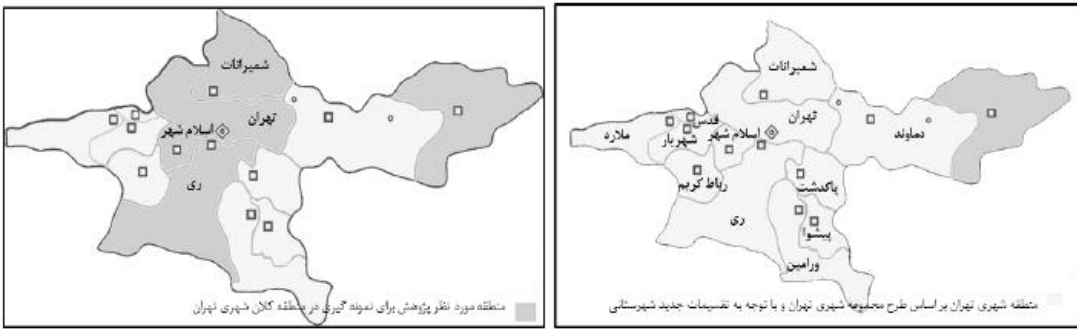 شمیرانات
تهران
اسلام شهر
ری
منطقه مورد نظر پژوهش برای نمونه گیری در منطقه کلان شهری تهران
شمیرانات
تهران
قدس
اسلام شهر
شهریار
ملارد
رباط کریم
دماوند
پاکدشت
ری
پیشوا
ورامین
منطقه شهری تهران بر اساس طرح مجموعه شهری تهران و با توجه به تقسیمات جدید شهرستانی